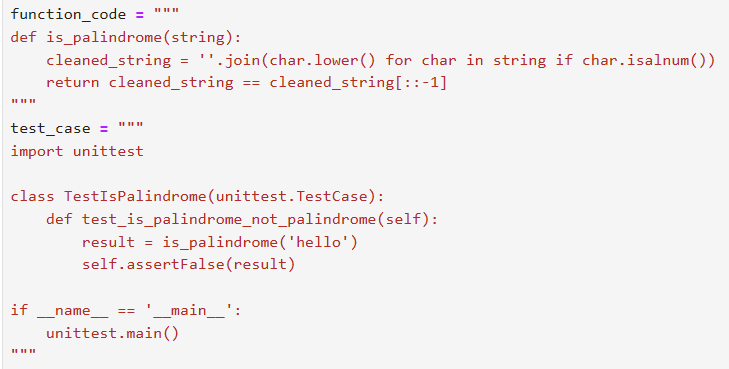 function_code = """
def is_palindrome(string):
    cleaned_string = ''.join(char.lower() for char in string if char.isalnum())
    return cleaned_string == cleaned_string[::-1]
"""
test_case = """
import unittest

class TestIsPalindrome(unittest.TestCase):
    def test_is_palindrome_not_palindrome(self):
        result = is_palindrome('hello')
        self.assertFalse(result)

if __name__ == '__main__':
    unittest.main()
"""